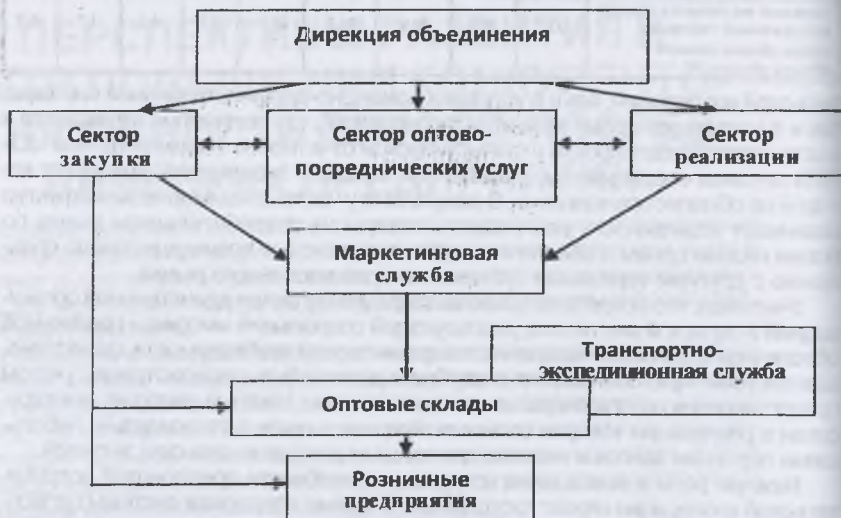 Дирекция объединения
Сектор
закупки
Сектор оптово-
посреднических услуг
Сектор
реализации
Маркетинговая
служба
Транспортно-
экспедиционная служба
Оптовые склады
Розничные
предприятия